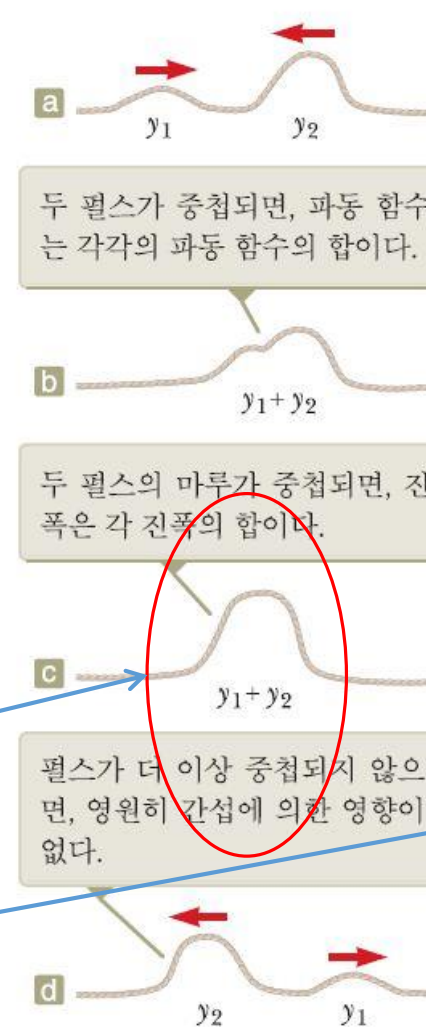 a
y₁ y₂
두 펄스가 중첩되면, 파동 함수
는 각각의 파동 함수의 합이다.
b
y₁+ y₂
두 펄스의 마루가 중첩되면, 진
폭은 각 진폭의 합이다.
c
y₁+ y₂
펄스가 더 이상 중첩되지 않으
면, 영원히 간섭에 의한 영향이
없다.
d
y₂ y₁